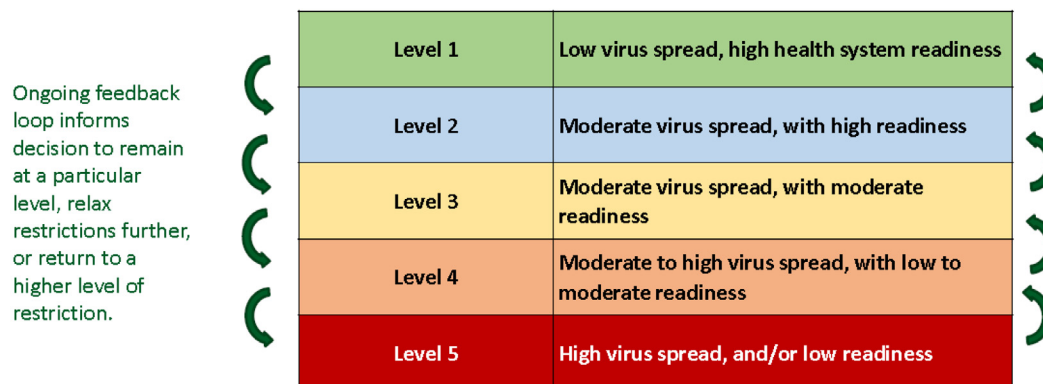 Ongoing feedback
loop informs
decision to remain
at a particular
level, relax
restrictions further,
or return to a
higher level of
restriction.
Level 1
Low virus spread, high health system readiness
Level 2
Moderate virus spread, with high readiness
Level 3
Moderate virus spread, with moderate
readiness
Level 4
Moderate to high virus spread, with low to
moderate readiness
Level 5
High virus spread, and/or low readiness